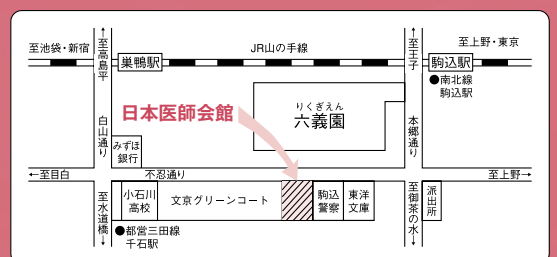 至池袋・新宿
至高島平
巣鴨駅
JR山の手線
至王子
駒込駅
至上野・東京
●南北線
駒込駅
日本医師会館
りくぎえん
六義園
白山通り
本郷通り
みずほ
銀行
←至目白
不忍通り
至上野→
至水道橋
小石川
高校
文京グリーンコート
駒込
警察
東洋
文庫
至御茶の水
派出所
●都営三田線
千石駅